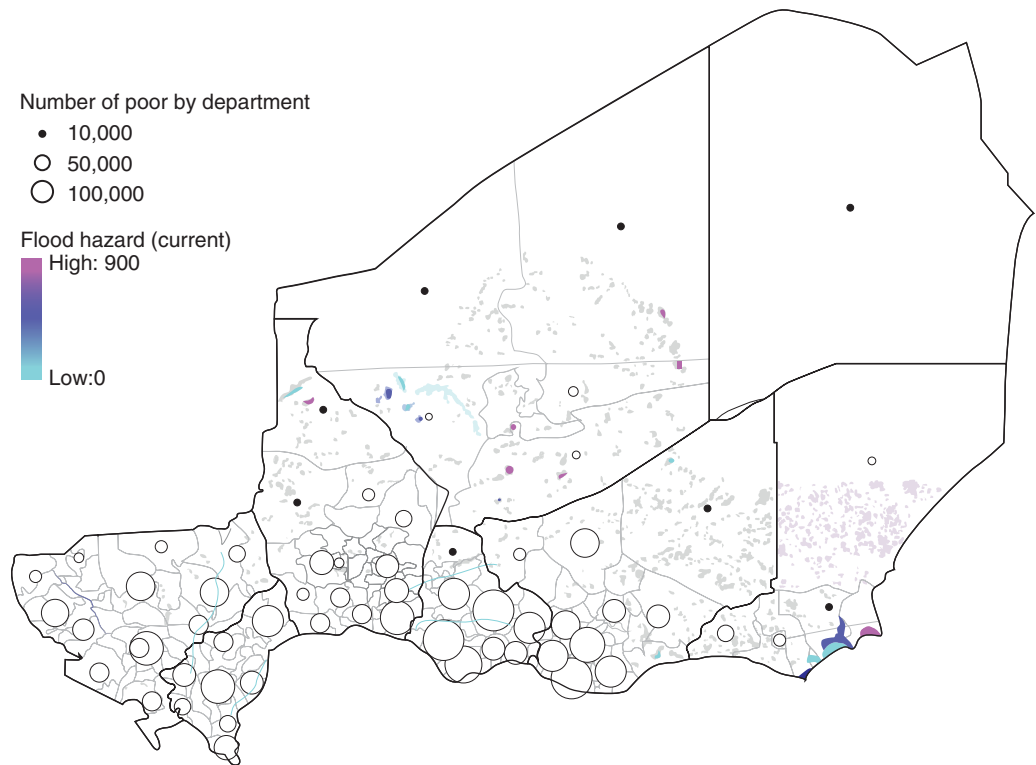 Number of poor by department
10,000
50,000
100,000
Flood hazard (current)
High: 900
Low:0